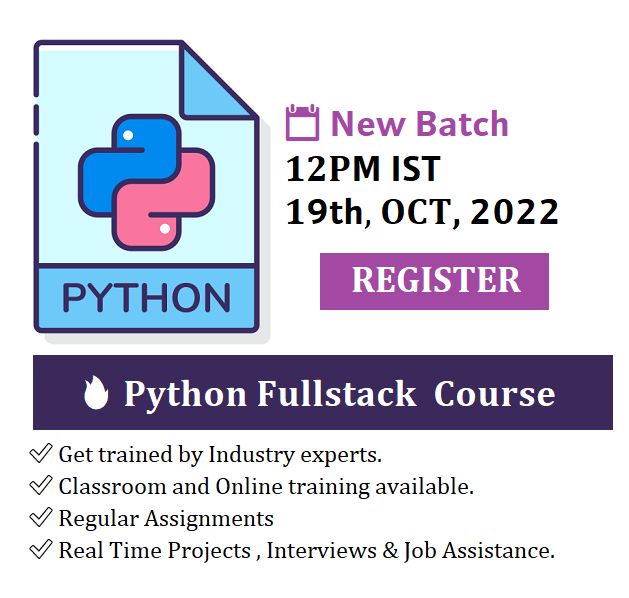 PYTHON
New Batch
12PM IST
19th, OCT, 2022
REGISTER
Python Fullstack Course
Get trained by Industry experts.
Classroom and Online training available.
Regular Assignments
Real Time Projects , Interviews & Job Assistance.